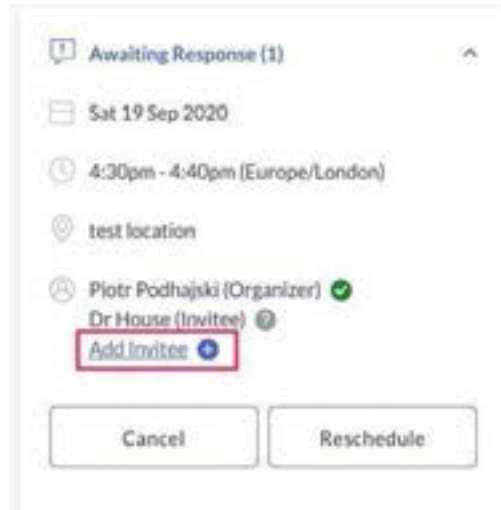 Awaiting Response (1)
Sat 19 Sep 2020
4:30pm - 4:40pm (Europe/London)
test location
Piotr Podhajski (Organizer)
Dr House (Invitee)
Add Invitee
Cancel
Reschedule